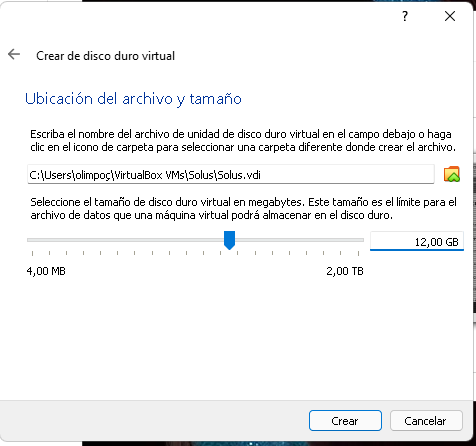 ?
Crear de disco duro virtual
Ubicación del archivo y tamaño
Escriba el nombre del archivo de unidad de disco duro virtual en el campo debajo o haga
clic en el icono de carpeta para seleccionar una carpeta diferente donde crear el archivo.
C:\Users\olimpoç\VirtualBox VMs\Solus\Solus.vdi
Seleccione el tamaño de disco duro virtual en megabytes. Este tamaño es el límite para el
archivo de datos que una máquina virtual podrá almacenar en el disco duro.
12,00 GB
4,00 MB 2,00 TB
Crear Cancelar